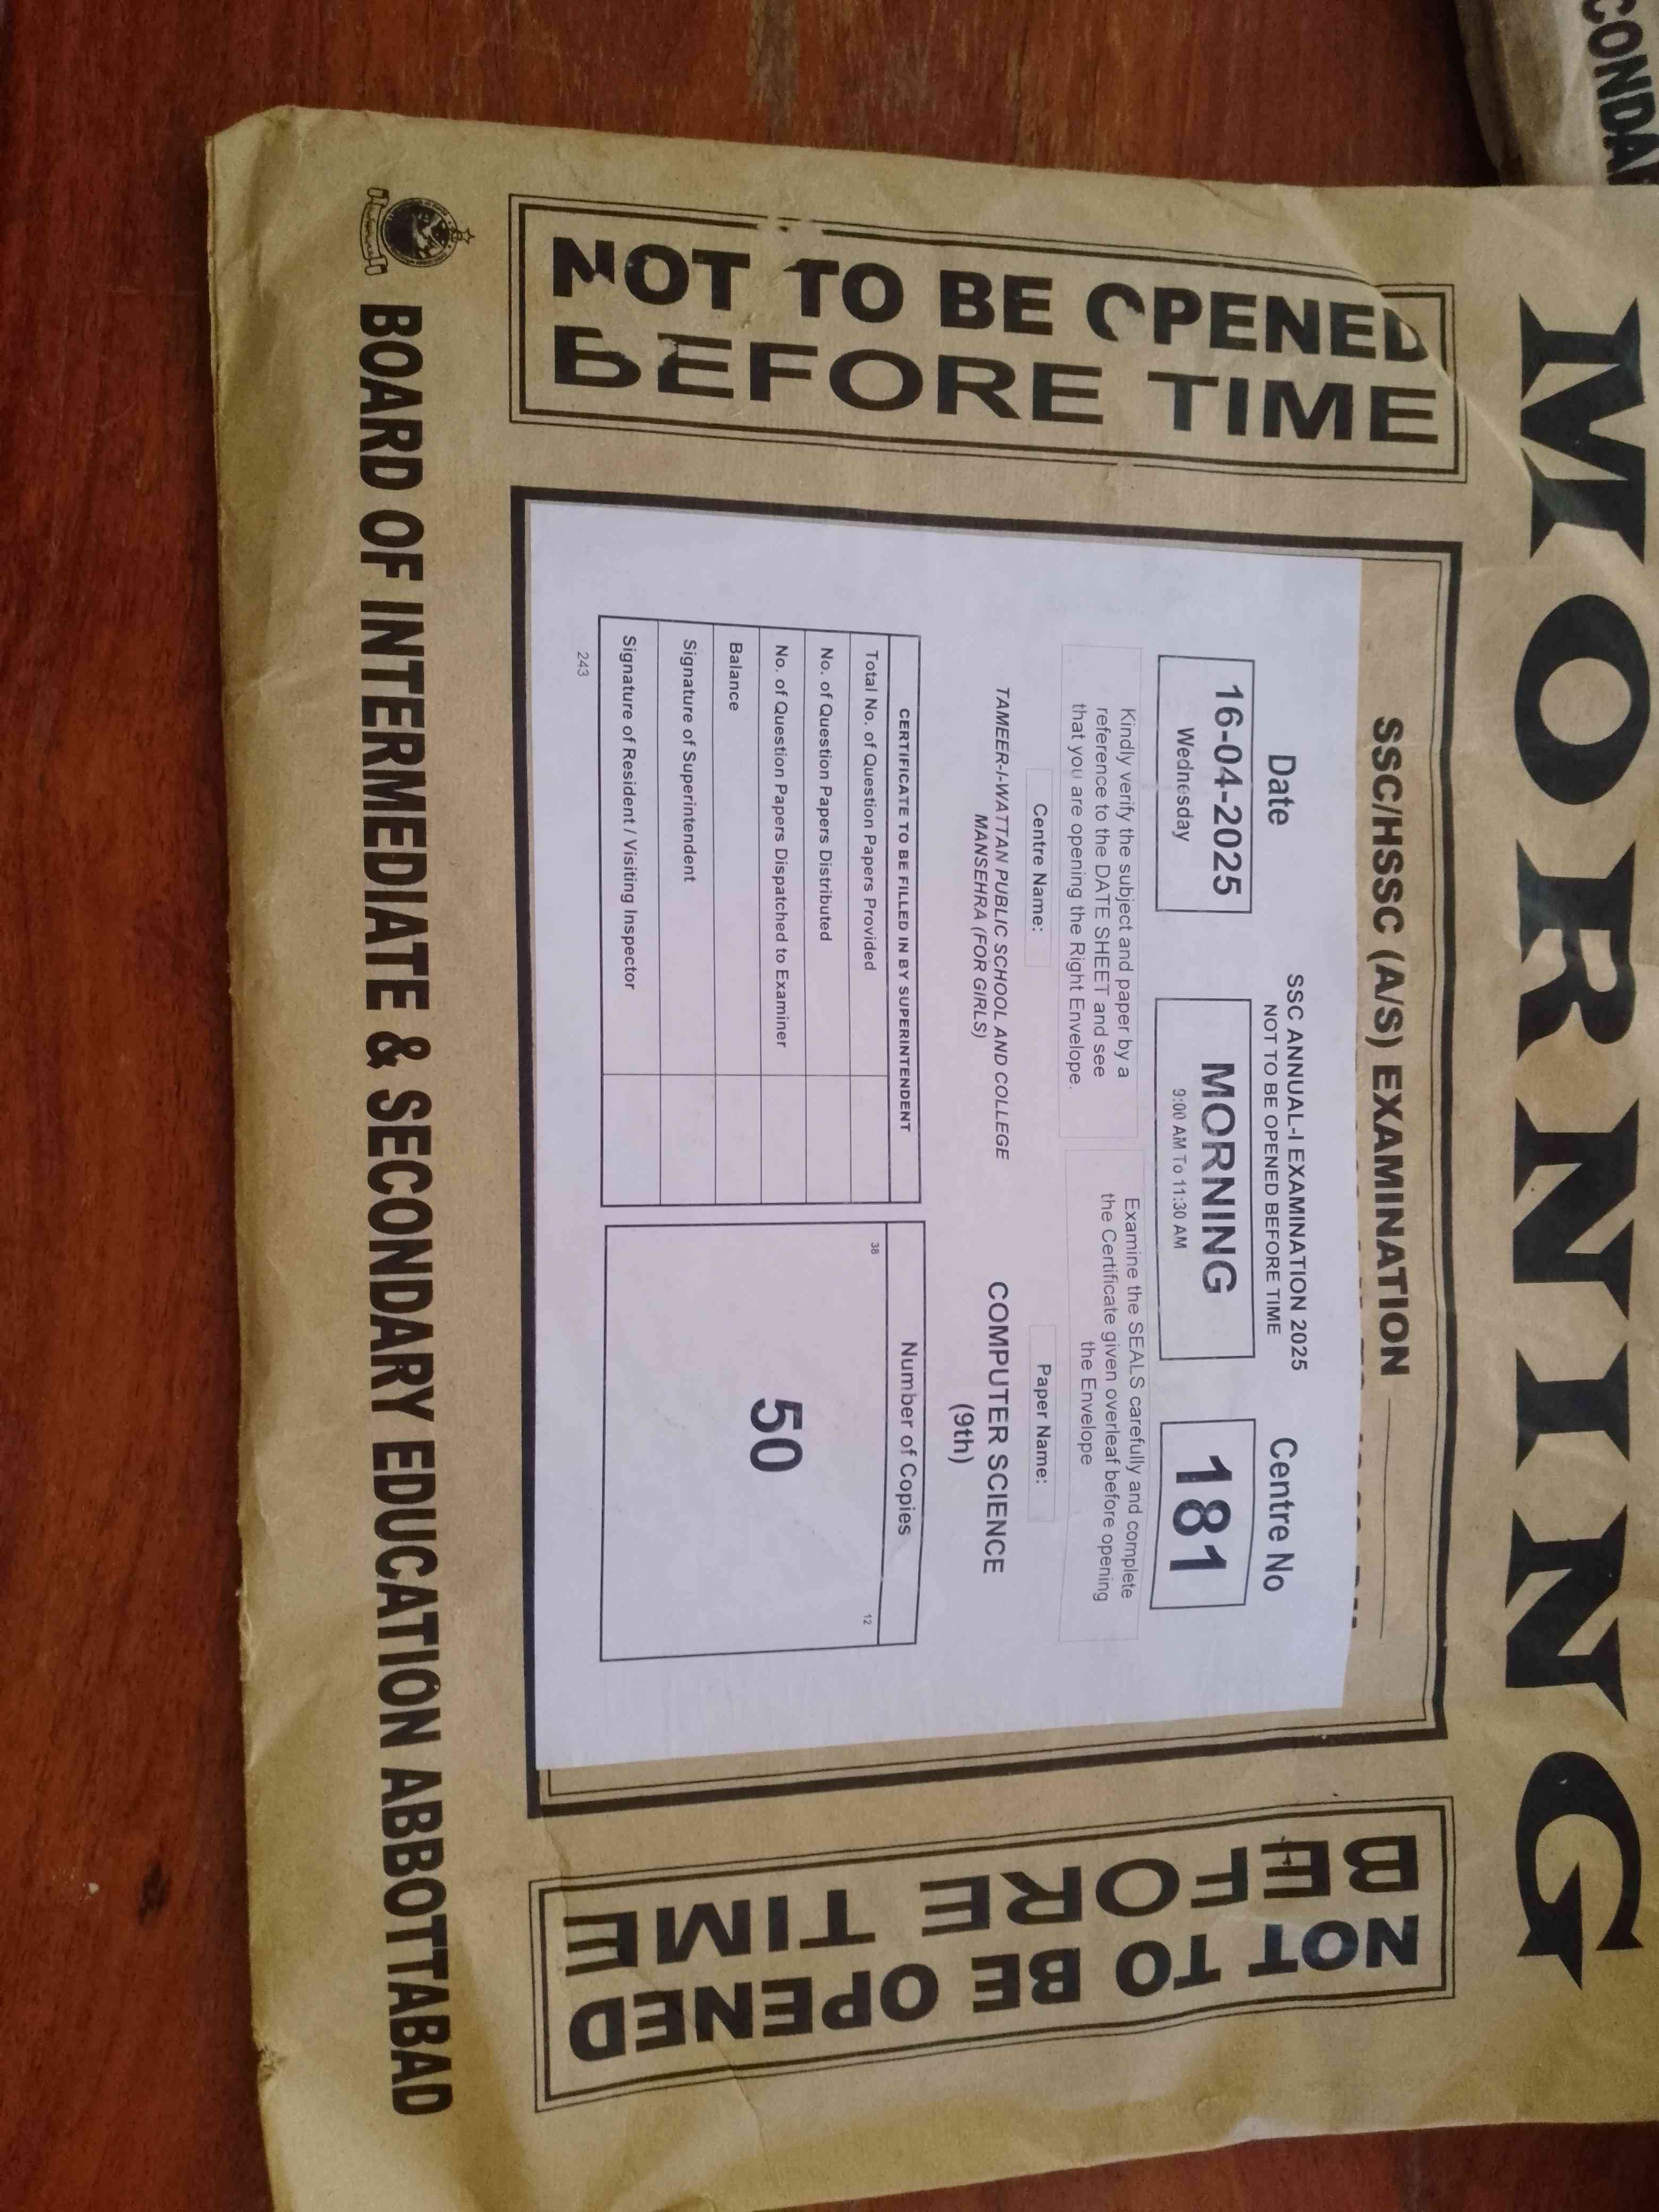 CONDAR
MORNING
NOT TO BE OPENED
BEFORE TIME
SSC/HSSC (A/S) EXAMINATION
SSC ANNUAL-I EXAMINATION 2025
NOT TO BE OPENED BEFORE TIME
Date
Centre No
16-04-2025
Wednesday
MORNING
9:00 AM To 11:30 AM
181
Kindly verify the subject and paper by a
reference to the DATE SHEET and see
that you are opening the Right Envelope.
Examine the SEALS carefully and complete
the Certificate given overleaf before opening
the Envelope
Centre Name:
Paper Name:
TAMEER-I-WATTAN PUBLIC SCHOOL AND COLLEGE
MANSEHRA (FOR GIRLS)
COMPUTER SCIENCE
(9th)
CERTIFICATE TO BE FILLED IN BY SUPERINTENDENT
Total No. of Question Papers Provided
No. of Question Papers Distributed
No. of Question Papers Dispatched to Examiner
Balance
Signature of Superintendent
Signature of Resident / Visiting Inspector
Number of Copies
38
12
50
243
NOT TO BE OPENED
BEFORE TIME
BOARD OF INTERMEDIATE & SECONDARY EDUCATION ABBOTTABAD